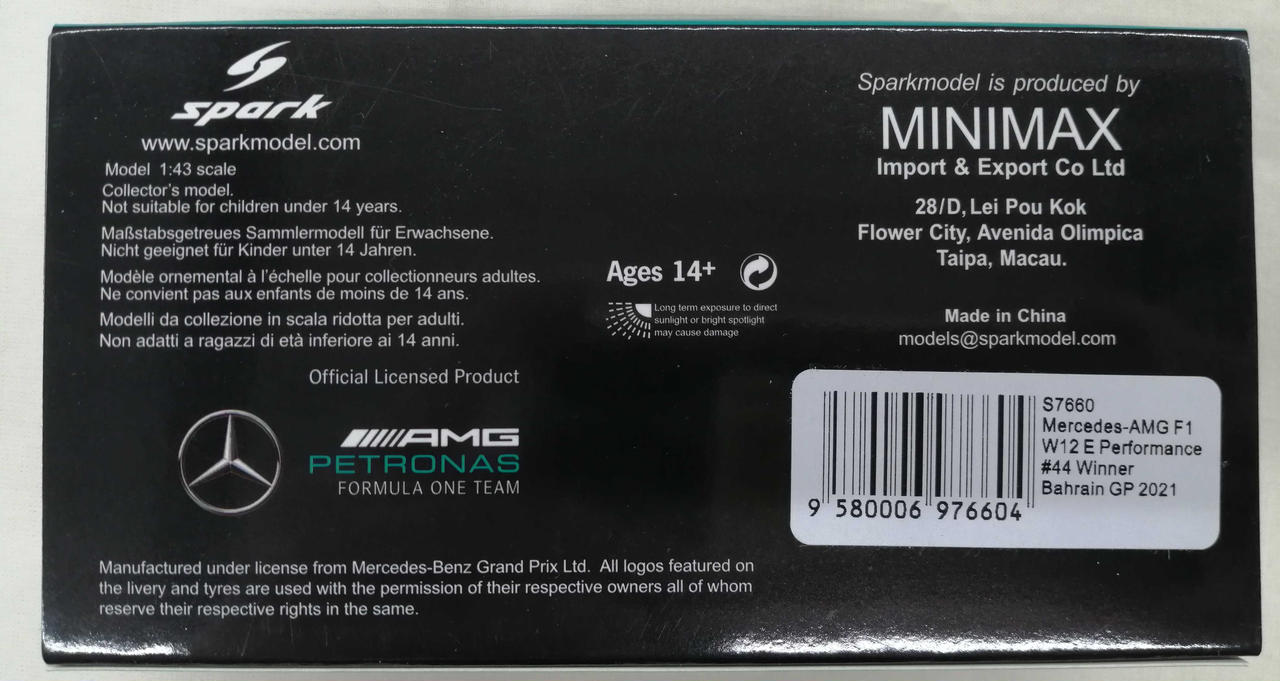 spark
www.sparkmodel.com
Model 1:43 scale
Collector's model.
Not suitable for children under 14 years.
Maßstabsgetreues Sammlermodell für Erwachsene.
Nicht geeignet für Kinder unter 14 Jahren.
Modèle ornemental à l'échelle pour collectionneurs adultes.
Ne convient pas aux enfants de moins de 14 ans.
Modelli da collezione in scala ridotta per adulti.
Non adatti a ragazzi di età inferiore ai 14 anni.
Official Licensed Product
AMG
PETRONAS
FORMULA ONE TEAM
Manufactured under license from Mercedes-Benz Grand Prix Ltd. All logos featured on
the livery and tyres are used with the permission of their respective owners all of whom
reserve their respective rights in the same.
Ages 14+
Long term exposure to direct
sunlight or bright spotlight
may cause damage
Sparkmodel is produced by
MINIMAX
Import & Export Co Ltd
28/D, Lei Pou Kok
Flower City, Avenida Olimpica
Taipa, Macau.
Made in China
models@sparkmodel.com
S7660
Mercedes-AMG F1
W12 E Performance
#44 Winner
Bahrain GP 2021
9 580006 976604